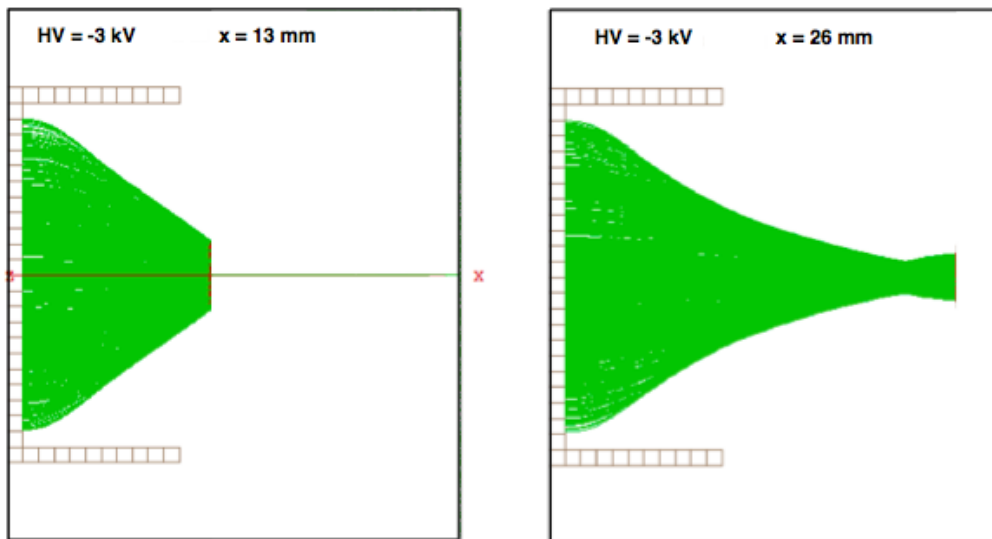 HV = -3 kV x = 13 mm
x
x
HV = -3 kV x = 26 mm